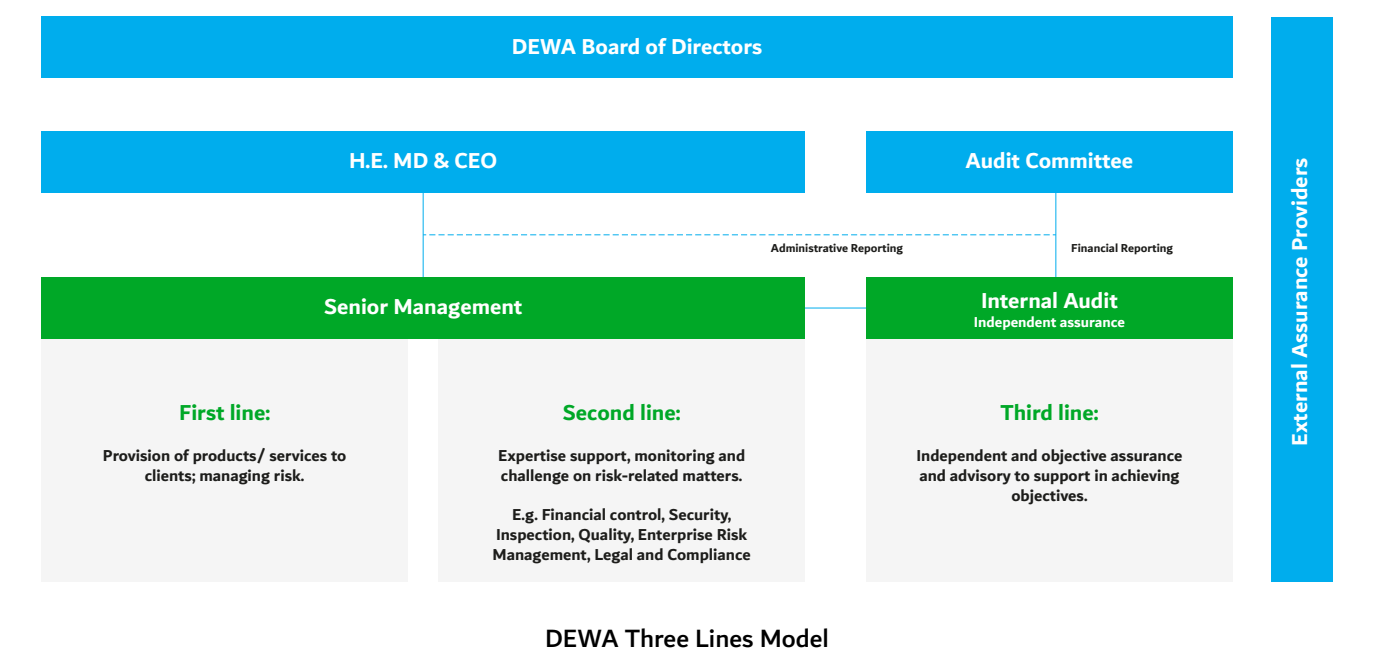 DEWA Board of Directors
H.E. MD & CEO
Audit Committee
Administrative Reporting
Financial Reporting
Senior Management
Internal Audit
Independent assurance
First line:
Provision of products/ services to
clients; managing risk.
Second line:
Expertise support, monitoring and
challenge on risk-related matters.
E.g. Financial control, Security,
Inspection, Quality, Enterprise Risk
Management, Legal and Compliance
Third line:
Independent and objective assurance
and advisory to support in achieving
objectives.
External Assurance Providers
DEWA Three Lines Model